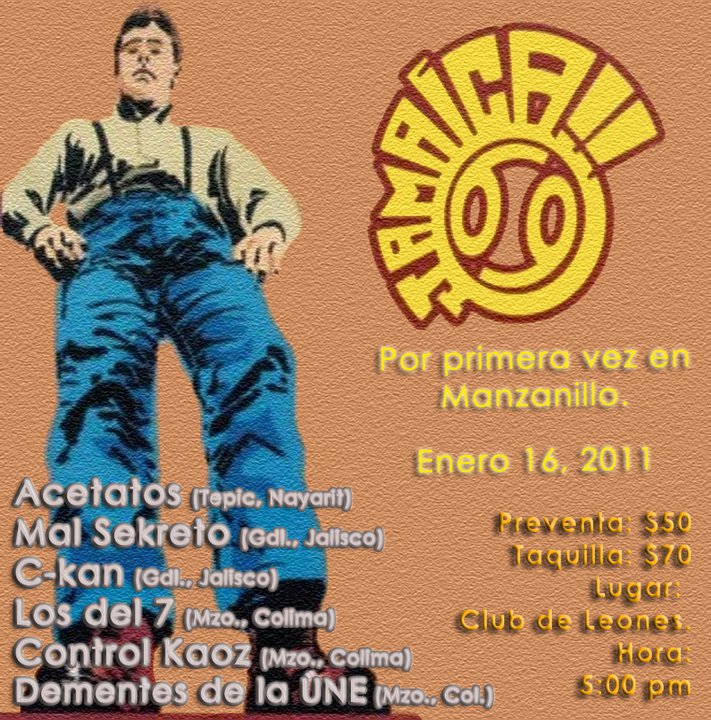 JAMAÍCA!!
69
Por primera vez en
Manzanillo.
Enero 16, 2011
Acetatos (Tepic, Nayarit)
Mal Sekreto (Gdl., Jalisco)
C-kan (Gdl., Jalisco)
Los del 7 (Mzo., Colima)
Control Kaoz (Mzo., Colima)
Dementes de la ÜNE (Mzo., Col.)
Preventa: $50
Taquilla: $70
Lugar:
Club de Leones.
Hora:
5:00 pm